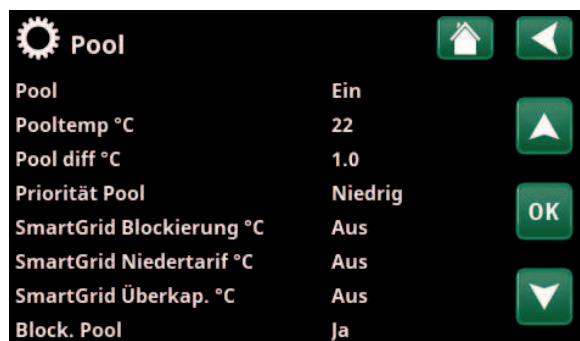 Pool
Pool Ein
Pooltemp °C 22
Pool diff °C 1.0
Priorität Pool Niedrig
SmartGrid Blockierung °C Aus
OK
SmartGrid Niedertarif °C Aus
SmartGrid Überkap. °C Aus
Block. Pool Ja